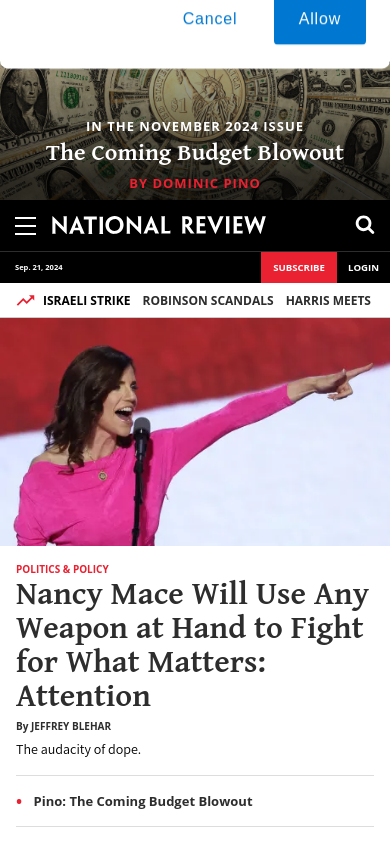 Cancel Allow
IN THE NOVEMBER 2024 ISSUE
The Coming Budget Blowout
BY DOMINIC PINO
NATIONAL REVIEW
Sep. 21, 2024 SUBSCRIBE LOGIN
ISRAELI STRIKE ROBINSON SCANDALS HARRIS MEETS
POLITICS & POLICY
Nancy Mace Will Use Any
Weapon at Hand to Fight
for What Matters:
Attention
By JEFFREY BLEHAR
The audacity of dope.
• Pino: The Coming Budget Blowout